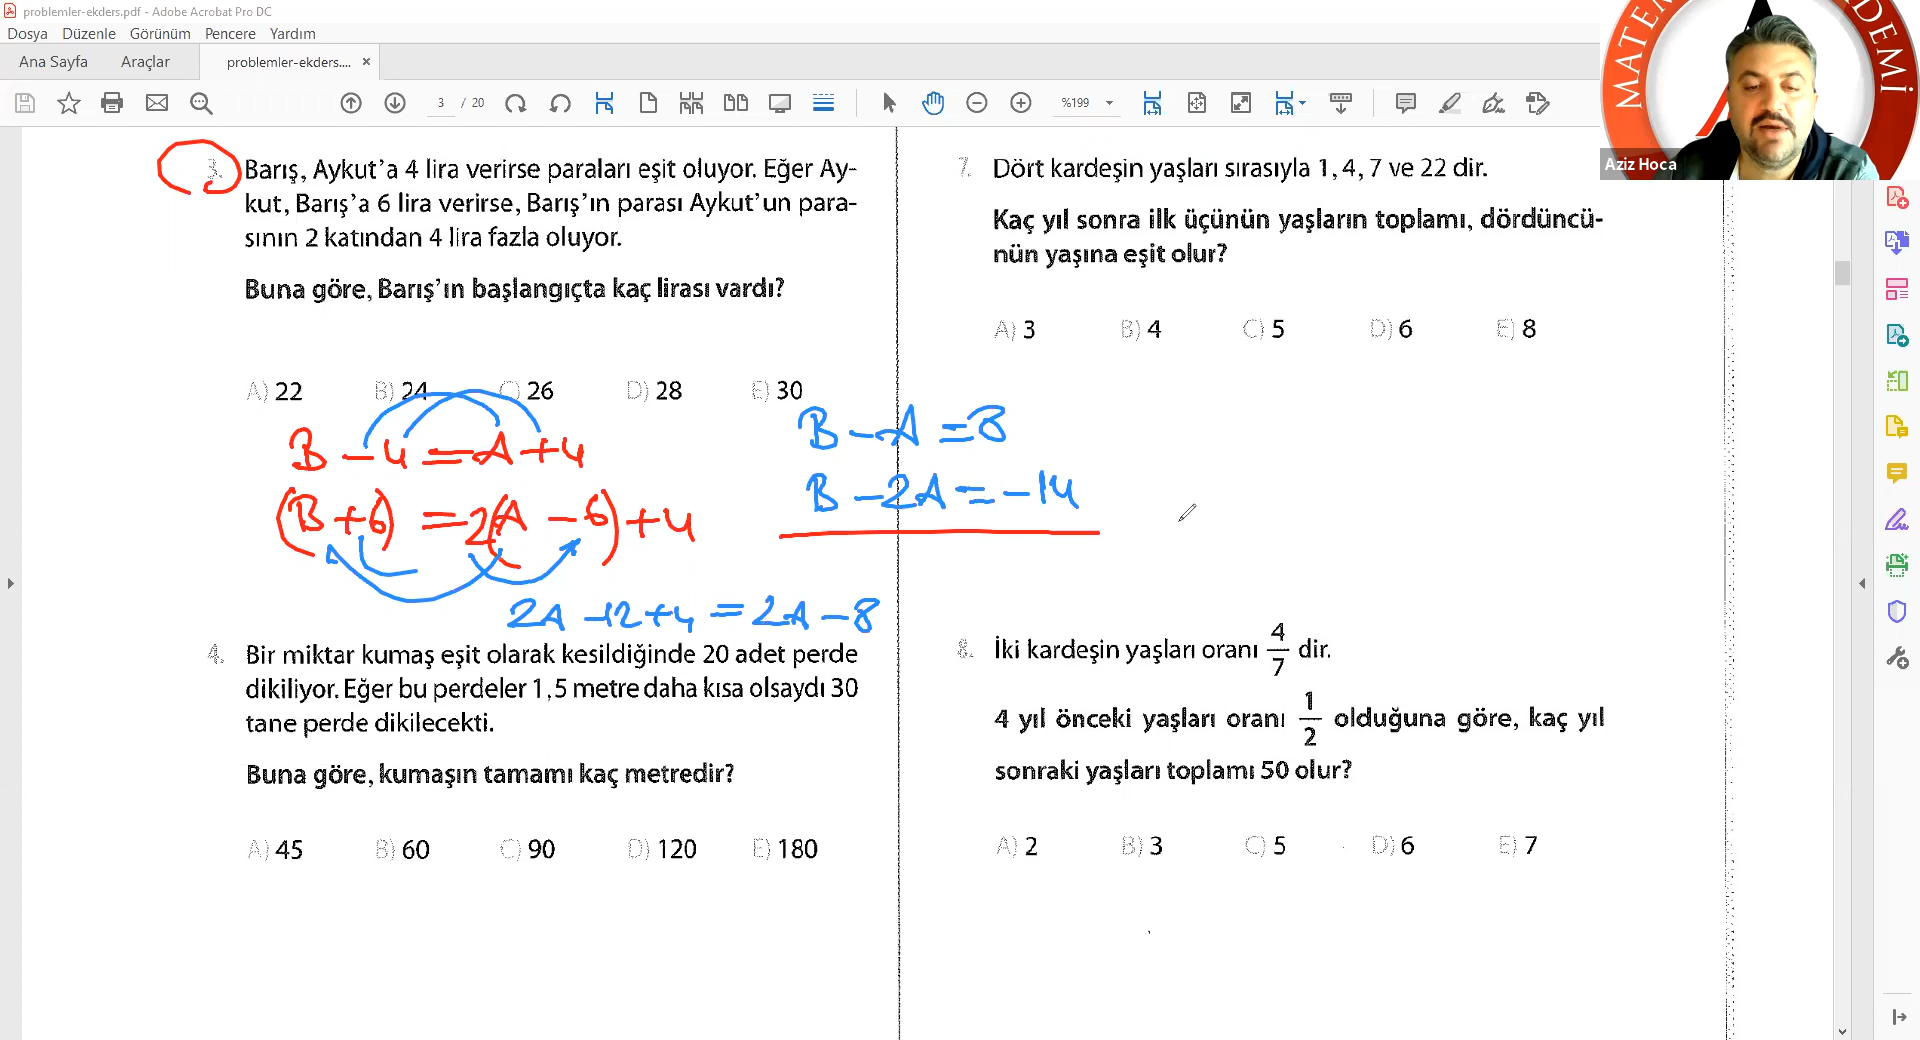 problemler-ekders.pdf - Adobe Acrobat Pro DC
Dosya Düzenle Görünüm Pencere Yardım
Ana Sayfa Araçlar problemler-ekders.... ×
3 / 20 %199
MATEM DEMİ
Aziz Hoca
3. Barış, Aykut'a 4 lira verirse paraları eşit oluyor. Eğer Ay-
kut, Barış'a 6 lira verirse, Barış'ın parası Aykut'un para-
sının 2 katından 4 lira fazla oluyor.
Buna göre, Barış'ın başlangıçta kaç lirası vardı?
A) 22 B) 24 C) 26 D) 28 E) 30
B - 4 = A + 4
(B + 6) = 2(A - 6) + 4
2A - 12 + 4 = 2A - 8
B - A = 8
B - 2A = -14
4. Bir miktar kumaş eşit olarak kesildiğinde 20 adet perde
dikiliyor. Eğer bu perdeler 1,5 metre daha kısa olsaydı 30
tane perde dikilecekti.
Buna göre, kumaşın tamamı kaç metredir?
A) 45 B) 60 C) 90 D) 120 E) 180
7. Dört kardeşin yaşları sırasıyla 1, 4, 7 ve 22 dir.
Kaç yıl sonra ilk üçünün yaşların toplamı, dördüncü-
nün yaşına eşit olur?
A) 3 B) 4 C) 5 D) 6 E) 8
8. İki kardeşin yaşları oranı 4/7 dir.
4 yıl önceki yaşları oranı 1/2 olduğuna göre, kaç yıl
sonraki yaşları toplamı 50 olur?
A) 2 B) 3 C) 5 D) 6 E) 7